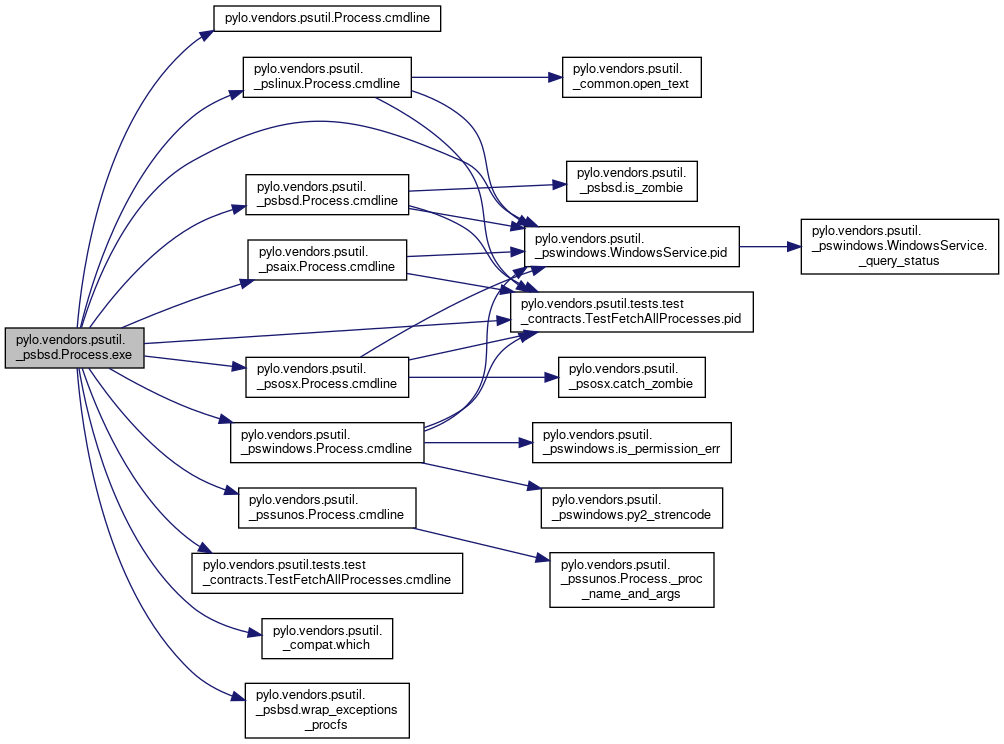 pylo.vendors.psutil.
_psbsd.Process.exe
pylo.vendors.psutil.Process.cmdline
pylo.vendors.psutil.
_pslinux.Process.cmdline
pylo.vendors.psutil.
_psbsd.Process.cmdline
pylo.vendors.psutil.
_psaix.Process.cmdline
pylo.vendors.psutil.
_psosx.Process.cmdline
pylo.vendors.psutil.
_pswindows.Process.cmdline
pylo.vendors.psutil.
_pssunos.Process.cmdline
pylo.vendors.psutil.tests.test
_contracts.TestFetchAllProcesses.cmdline
pylo.vendors.psutil.
_compat.which
pylo.vendors.psutil.
_psbsd.wrap_exceptions
_procfs
pylo.vendors.psutil.
_common.open_text
pylo.vendors.psutil.
_psbsd.is_zombie
pylo.vendors.psutil.
_pswindows.WindowsService.pid
pylo.vendors.psutil.tests.test
_contracts.TestFetchAllProcesses.pid
pylo.vendors.psutil.
_psosx.catch_zombie
pylo.vendors.psutil.
_pswindows.is_permission_err
pylo.vendors.psutil.
_pswindows.py2_strencode
pylo.vendors.psutil.
_pssunos.Process._proc
_name_and_args
pylo.vendors.psutil.
_pswindows.WindowsService.
_query_status